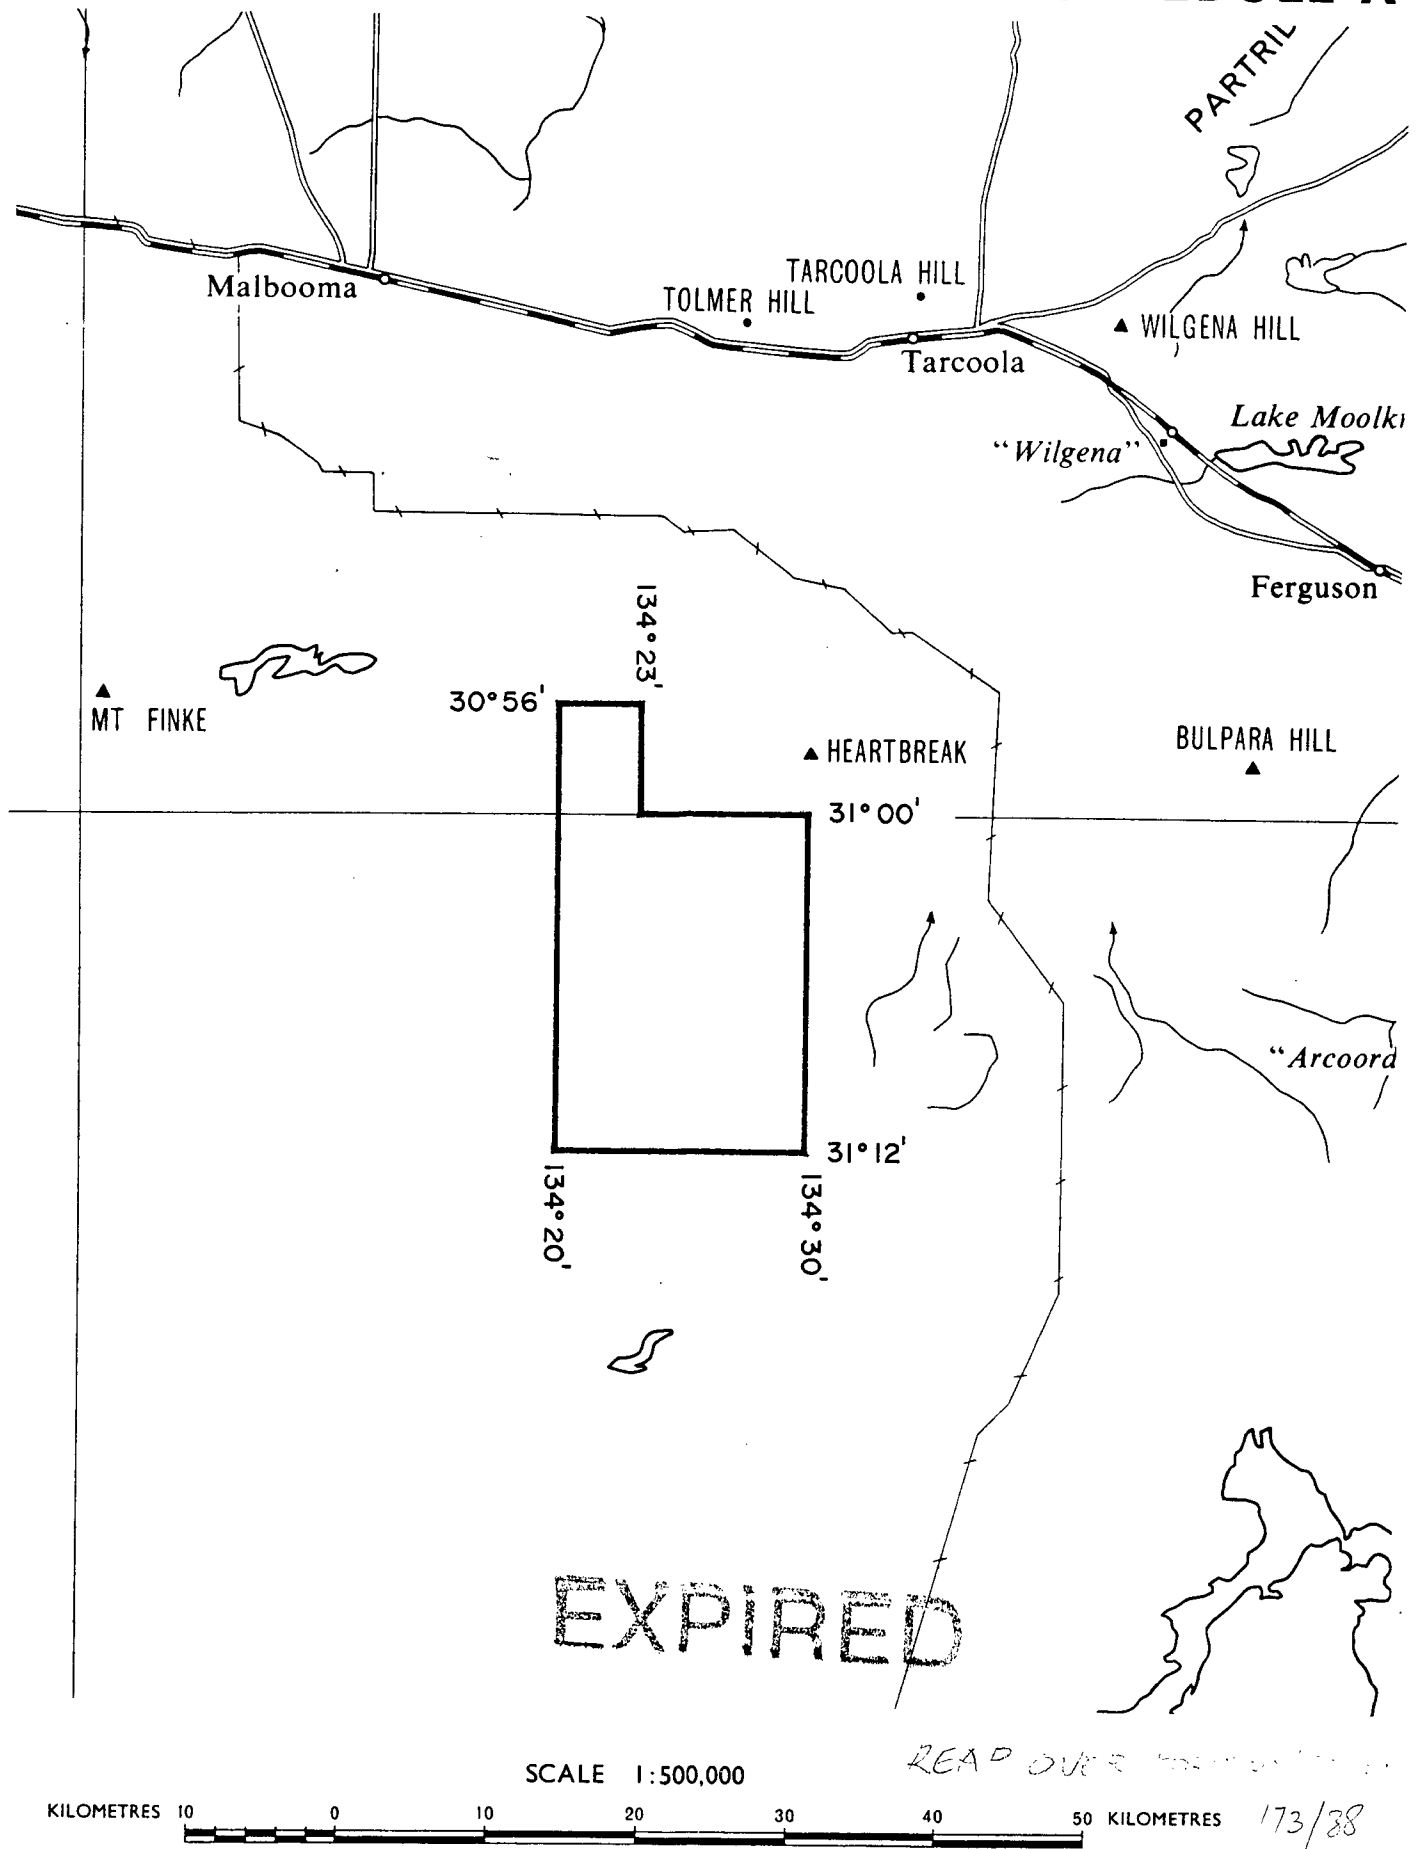 PARTRIL
TARCOOLA HILL
Malbooma
TOLMER HILL
WILGENA HILL
Tarcoola
Lake Moolk
“Wilgena”
Ferguson
134° 23'
30° 56'
MT FINKE
HEARTBREAK
BULPARA HILL
31° 00'
“Arcoord
31° 12'
134° 20'
134° 30'
EXPIRED
READ OVER
SCALE 1:500,000
KILOMETRES 10 0 10 20 30 40 50 KILOMETRES
173/88